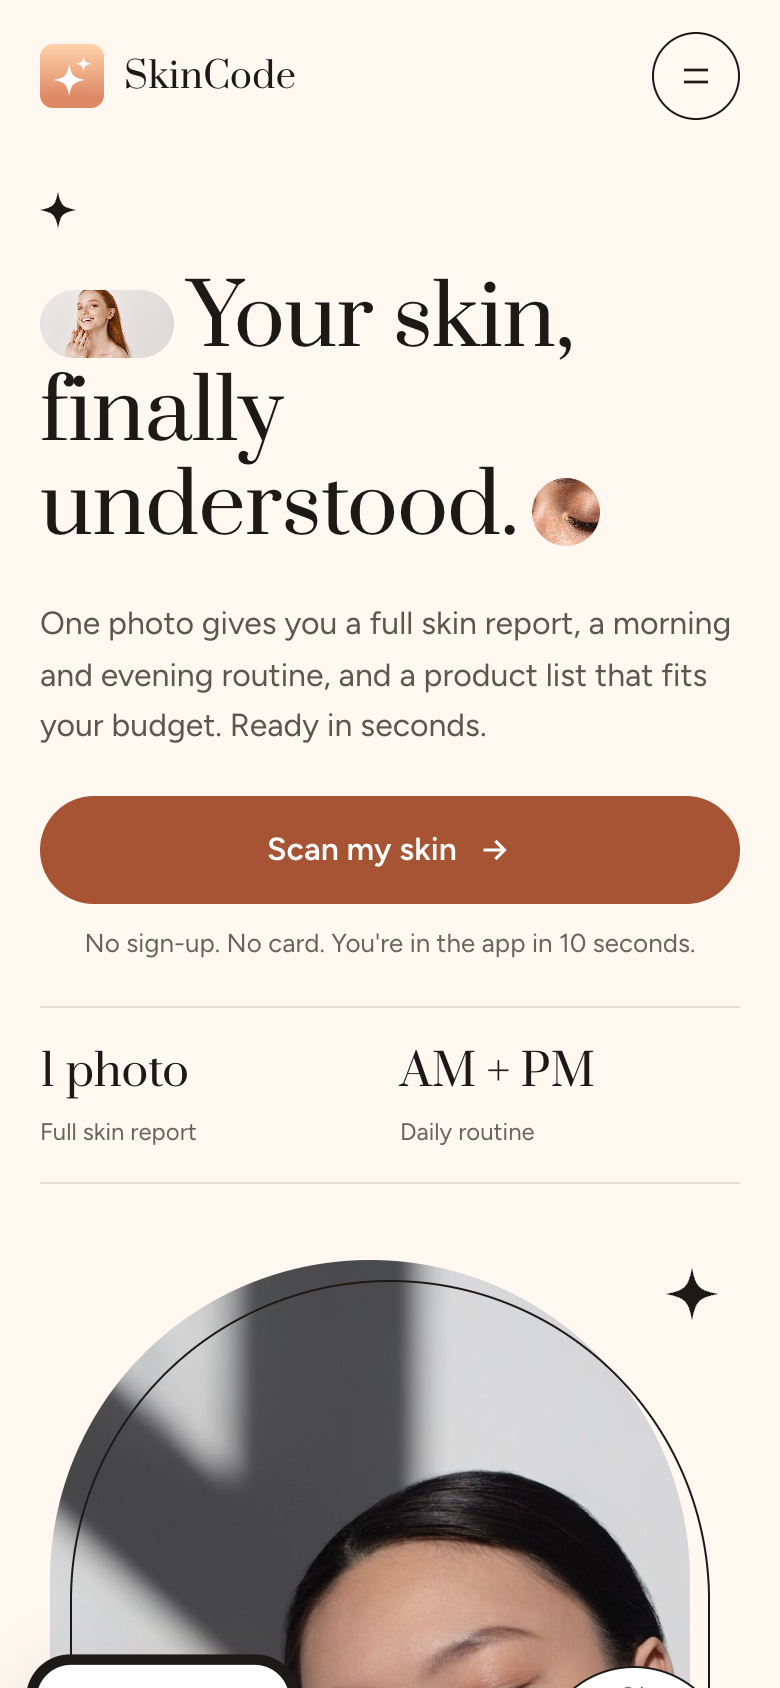 SkinCode
Your skin,
finally
understood.
One photo gives you a full skin report, a morning
and evening routine, and a product list that fits
your budget. Ready in seconds.
Scan my skin →
No sign-up. No card. You're in the app in 10 seconds.
1 photo
AM + PM
Full skin report
Daily routine